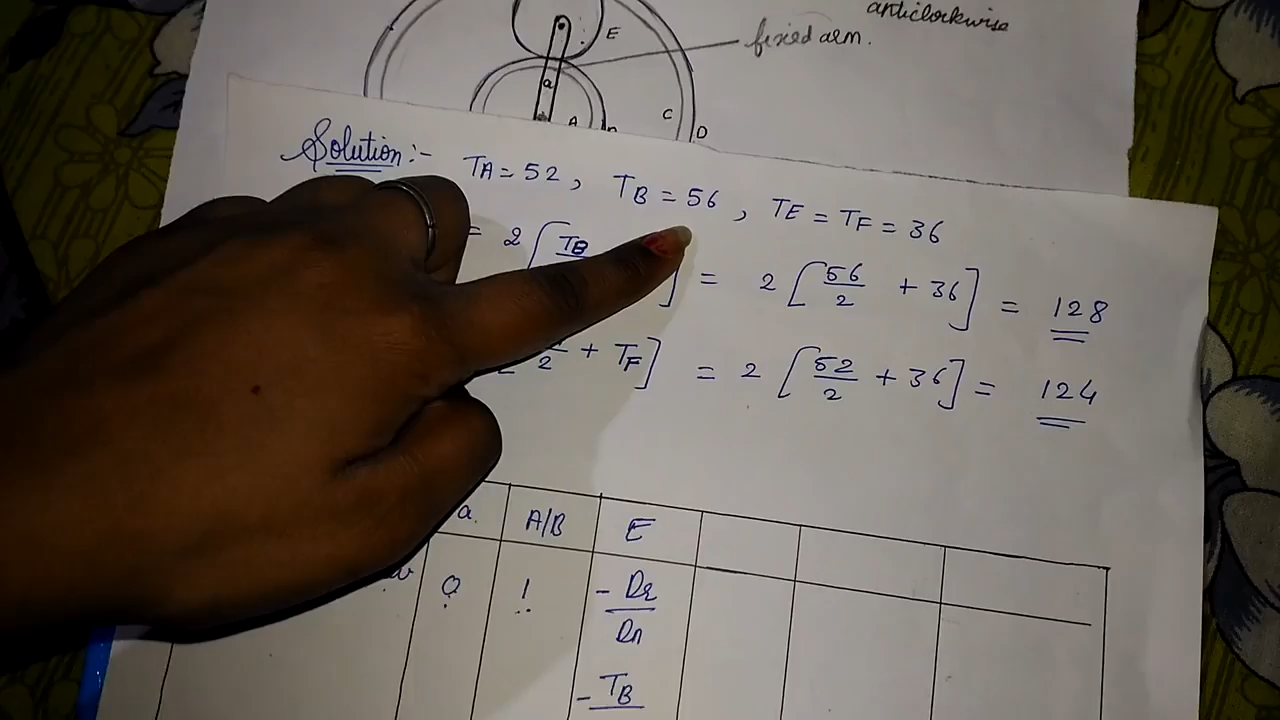 anticlockwise
E
fixed arm.
a
A
C D
Solution :- TA = 52, TB = 56, TE = TF = 36
= 2 [ TB ] = 2 [ 56/2 + 36 ] = 128
2 + TF ] = 2 [ 52/2 + 36 ] = 124
a. A/B E
0 1 - De/Dn
- TB